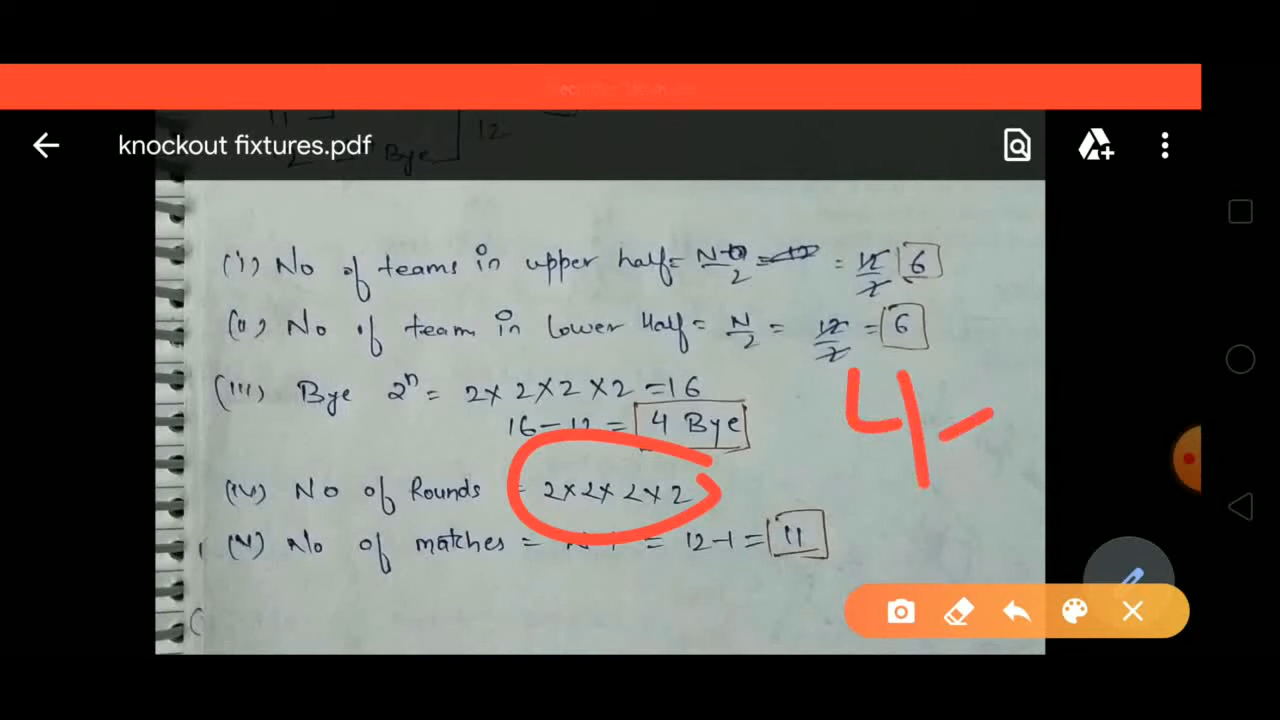 knockout fixtures.pdf
12
Bye
(i) No of teams in upper half = N+0/2 = 12 = 12/2 6
(ii) No of team in lower Half = N/2 = 12/2 = 6
(iii) Bye 2ⁿ = 2×2×2×2 = 16
16 - 12 = 4 Bye
4 -
(iv) No of Rounds = 2×2×2×2
(v) No of matches = N-1 = 12-1 = 11